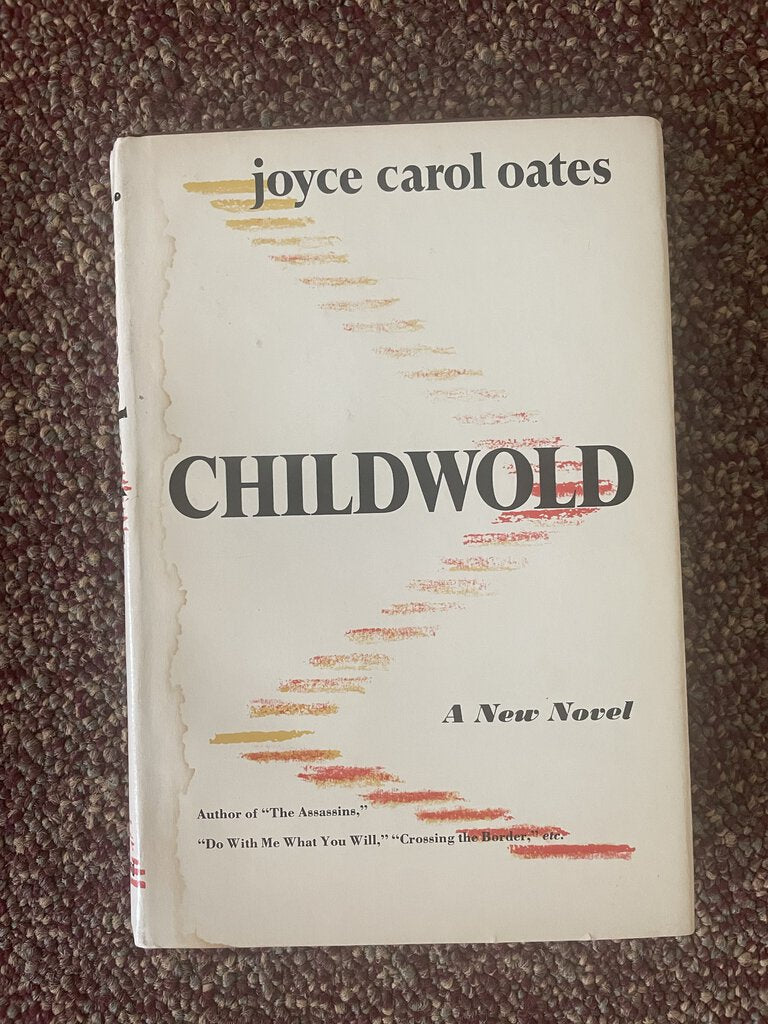 joyce carol oates
CHILDWOLD
A New Novel
Author of “The Assassins,”
“Do With Me What You Will,” “Crossing the Border,” etc.